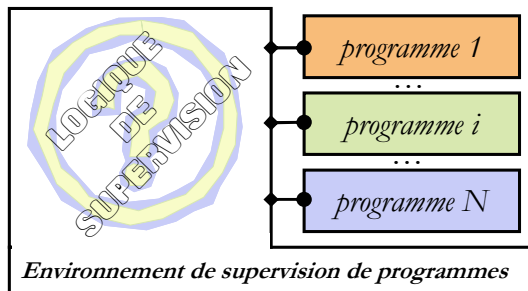 LOGIQUE
DE
SUPERVISION
programme 1
...
programme i
...
programme N
Environnement de supervision de programmes